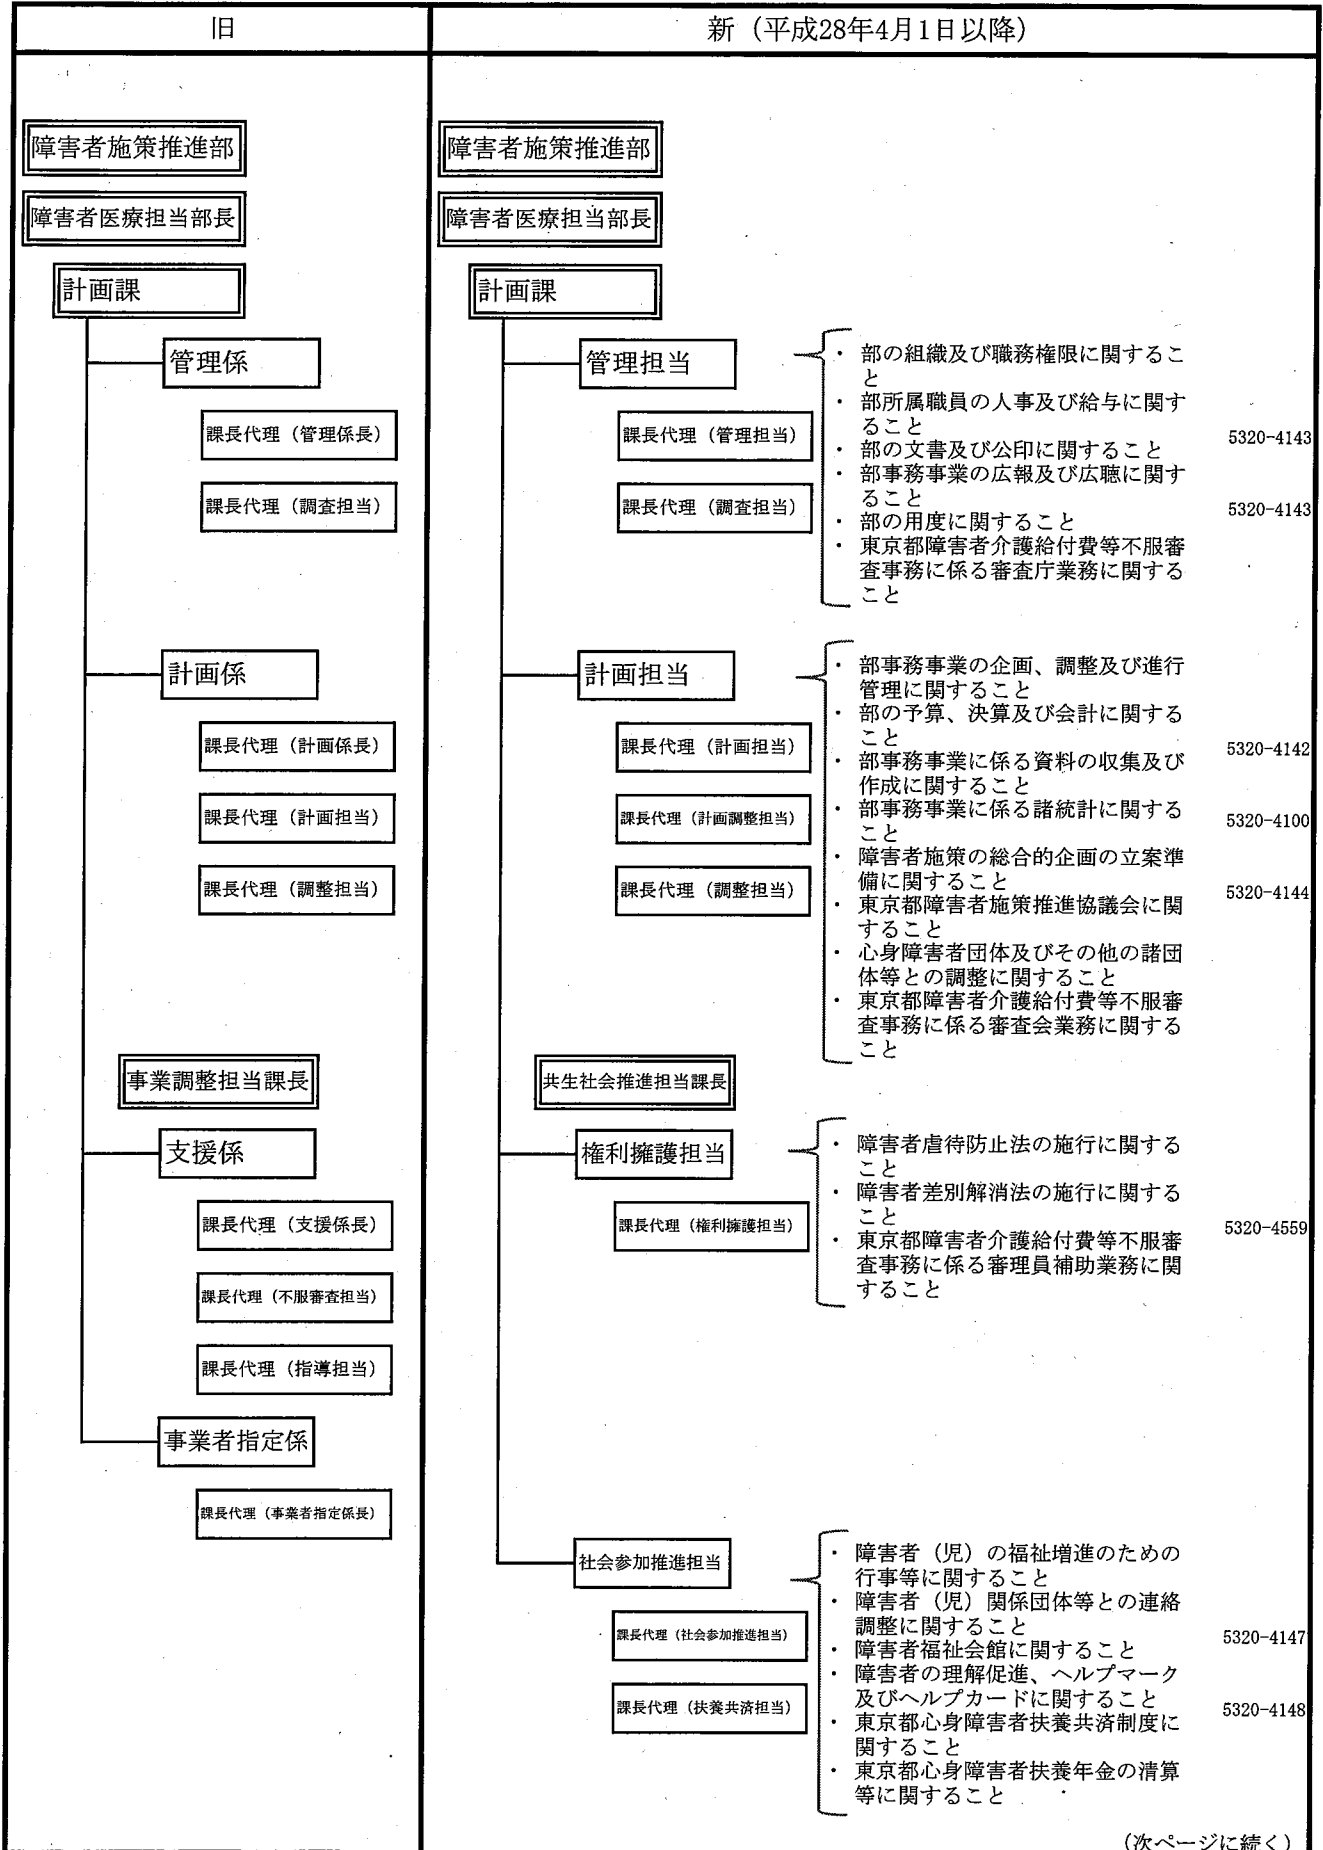 旧
障害者施策推進部
障害者医療担当部長
計画課
管理係
課長代理（管理係長）
課長代理（調査担当）
計画係
課長代理（計画係長）
課長代理（計画担当）
課長代理（調整担当）
事業調整担当課長
支援係
課長代理（支援係長）
課長代理（不服審査担当）
課長代理（指導担当）
事業者指定係
課長代理（事業者指定係長）
新（平成28年4月1日以降）
障害者施策推進部
障害者医療担当部長
計画課
管理担当
課長代理（管理担当）
課長代理（調査担当）
・ 部の組織及び職務権限に関するこ
と
・ 部所属職員の人事及び給与に関す
ること
・ 部の文書及び公印に関すること
・ 部事務事業の広報及び広聴に関す
ること
・ 部の用度に関すること
・ 東京都障害者介護給付費等不服審
査事務に係る審査庁業務に関する
こと
5320-4143
5320-4143
計画担当
課長代理（計画担当）
課長代理（計画調整担当）
課長代理（調整担当）
・ 部事務事業の企画、調整及び進行
管理に関すること
・ 部の予算、決算及び会計に関する
こと
・ 部事務事業に係る資料の収集及び
作成に関すること
・ 部事務事業に係る諸統計に関する
こと
・ 障害者施策の総合的企画の立案準
備に関すること
・ 東京都障害者施策推進協議会に関
すること
・ 心身障害者団体及びその他の諸団
体等との調整に関すること
・ 東京都障害者介護給付費等不服審
査事務に係る審査会業務に関する
こと
5320-4142
5320-4100
5320-4144
共生社会推進担当課長
権利擁護担当
課長代理（権利擁護担当）
・ 障害者虐待防止法の施行に関する
こと
・ 障害者差別解消法の施行に関する
こと
・ 東京都障害者介護給付費等不服審
査事務に係る審理員補助業務に関
すること
5320-4559
社会参加推進担当
課長代理（社会参加推進担当）
課長代理（扶養共済担当）
・ 障害者（児）の福祉増進のための
行事等に関すること
・ 障害者（児）関係団体等との連絡
調整に関すること
・ 障害者福祉会館に関すること
・ 障害者の理解促進、ヘルプマーク
及びヘルプカードに関すること
・ 東京都心身障害者扶養共済制度に
関すること
・ 東京都心身障害者扶養年金の清算
等に関すること
5320-4147
5320-4148
（次ページに続く）